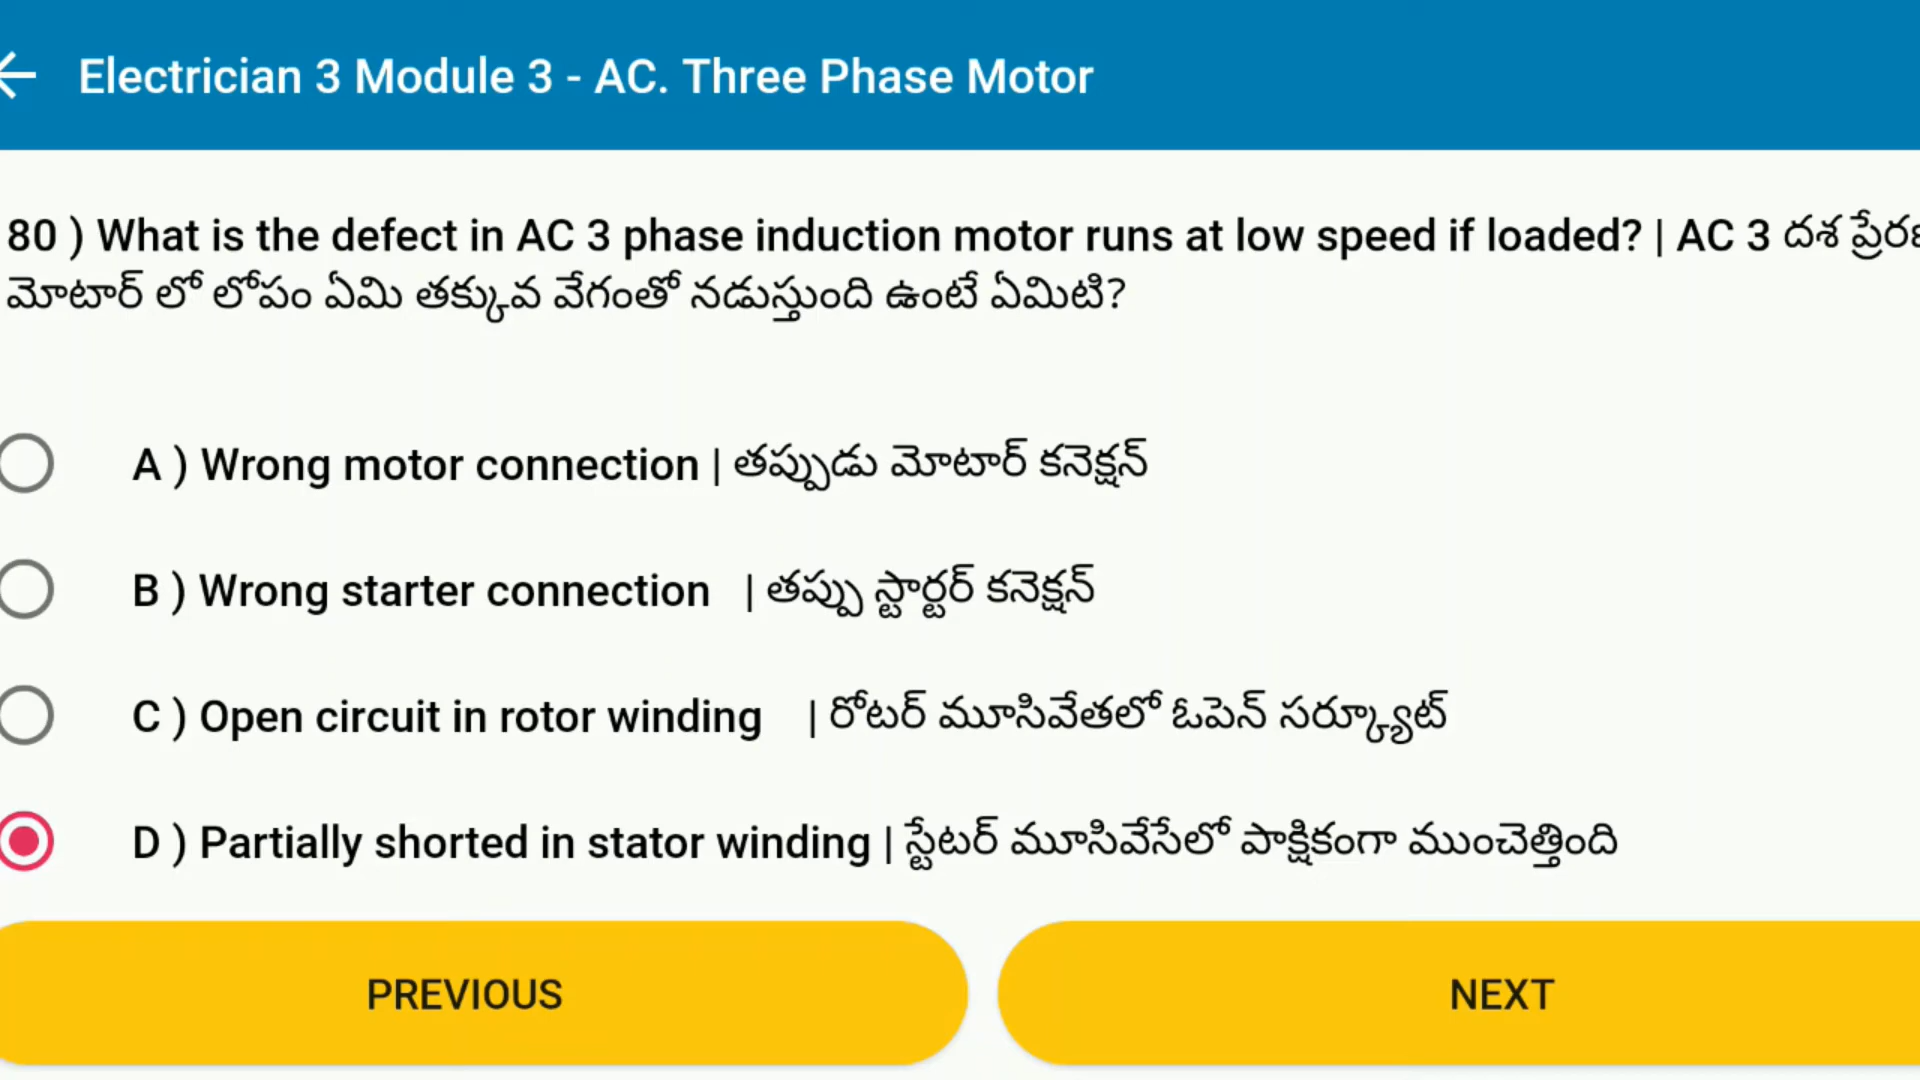 Electrician 3 Module 3 - AC. Three Phase Motor
80 ) What is the defect in AC 3 phase induction motor runs at low speed if loaded? | AC 3 దశ
మోటార్ లో లోపం ఏమి తక్కువ వేగంతో నడుస్తుంది ఉంటే ఏమిటి?
A ) Wrong motor connection | తప్పుడు మోటార్ కనెక్షన్
B ) Wrong starter connection | తప్పు స్టార్టర్ కనెక్షన్
C ) Open circuit in rotor winding | రోటర్ మూసివేతలో ఓపెన్ సర్క్యూట్
D ) Partially shorted in stator winding | స్టేటర్ మూసివేసేలో పాక్షికంగా ముంచెత్తింది
PREVIOUS
NEXT